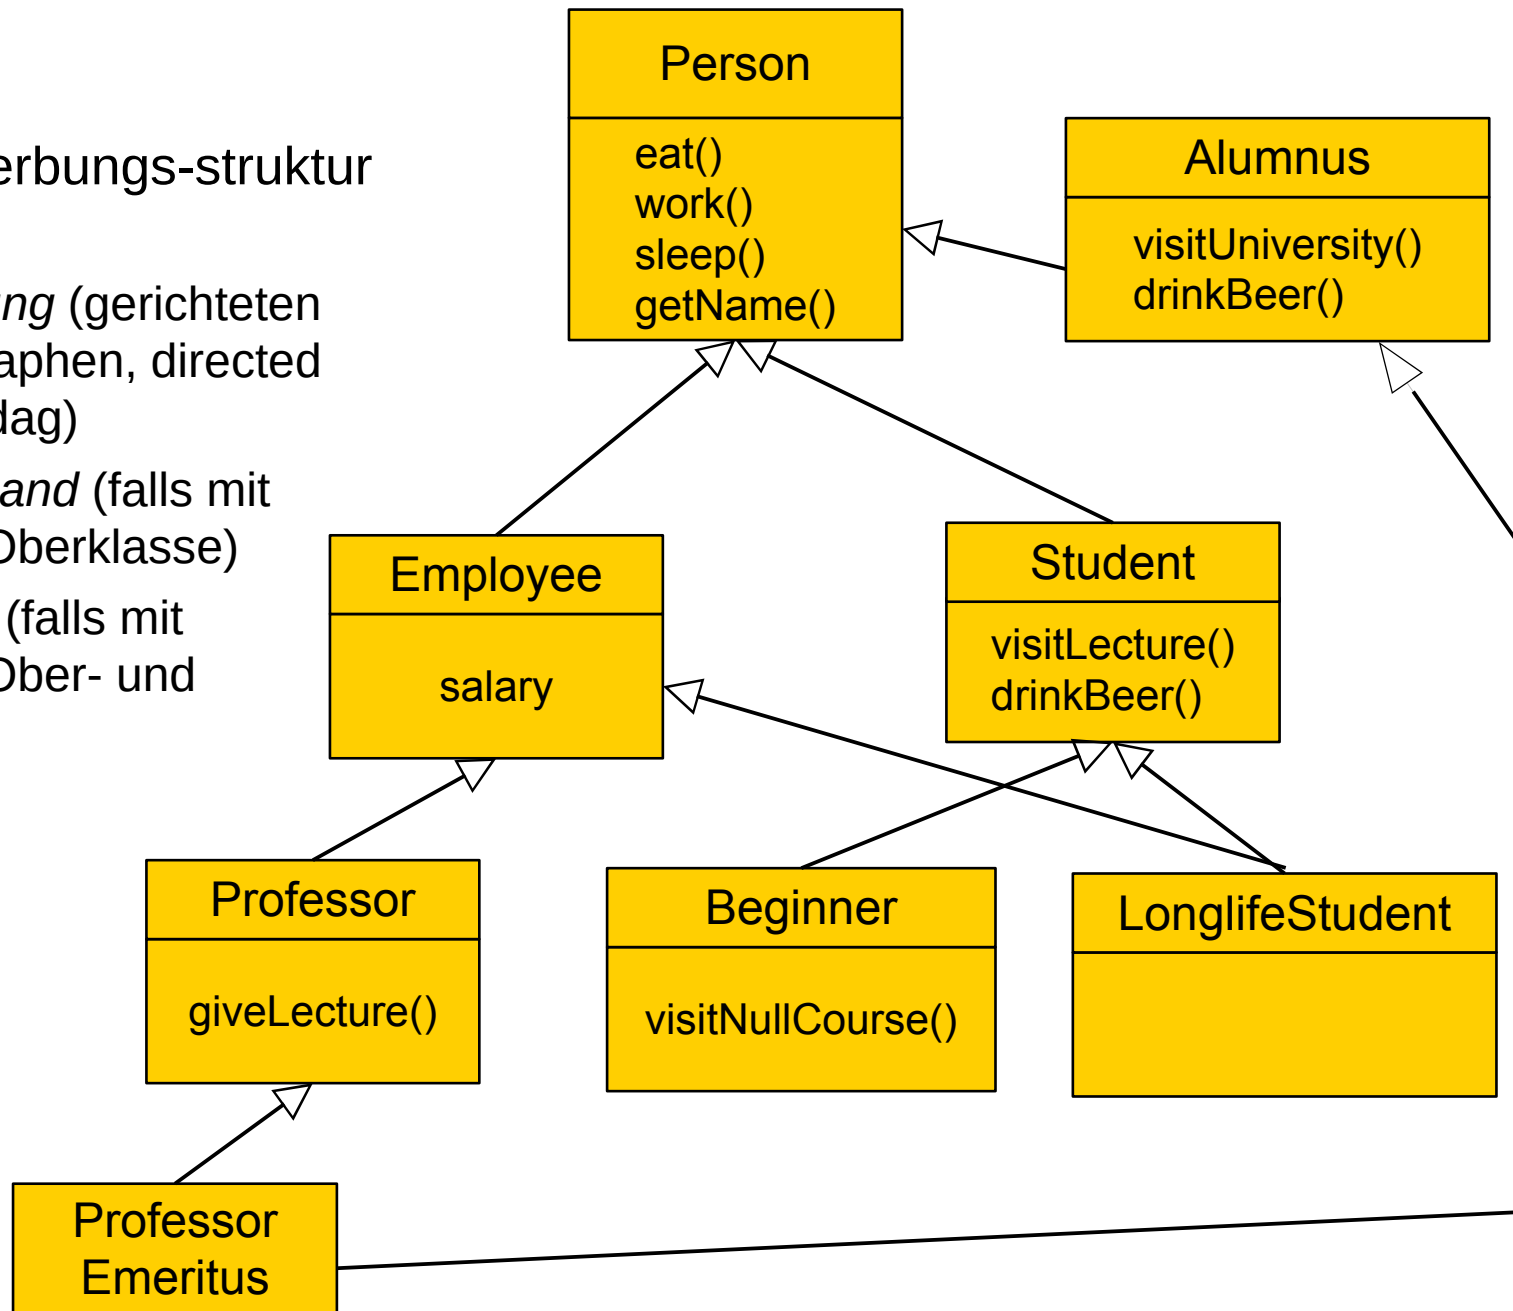 erbungs-struktur
ung (gerichteten
aphen, directed
dag)
and (falls mit
Oberklasse)
(falls mit
Ober- und
Person
eat()
work()
sleep()
getName()
Alumnus
visitUniversity()
drinkBeer()
Employee
salary
Student
visitLecture()
drinkBeer()
Professor
giveLecture()
Beginner
visitNullCourse()
LonglifeStudent
Professor
Emeritus